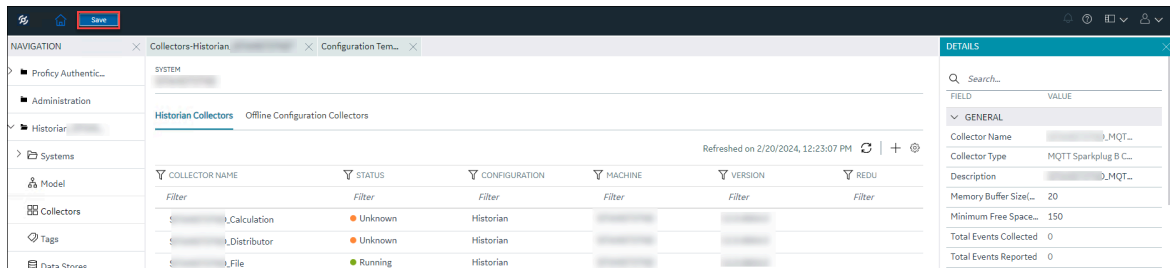 Save
NAVIGATION
Proficy Authentic...
Administration
Historian
Systems
Model
Collectors
Tags
Data Stores
Collectors-Historian
Configuration Tem...
SYSTEM
Historian Collectors Offline Configuration Collectors
Refreshed on 2/20/2024, 12:23:07 PM
COLLECTOR NAME STATUS CONFIGURATION MACHINE VERSION REDU
Filter Filter Filter Filter Filter Filter
_Calculation Unknown Historian
_Distributor Unknown Historian
_File Running Historian
DETAILS
Search...
FIELD VALUE
GENERAL
Collector Name _MQT...
Collector Type MQTT Sparkplug B C...
Description _MQT...
Memory Buffer Size(... 20
Minimum Free Space... 150
Total Events Collected 0
Total Events Reported 0